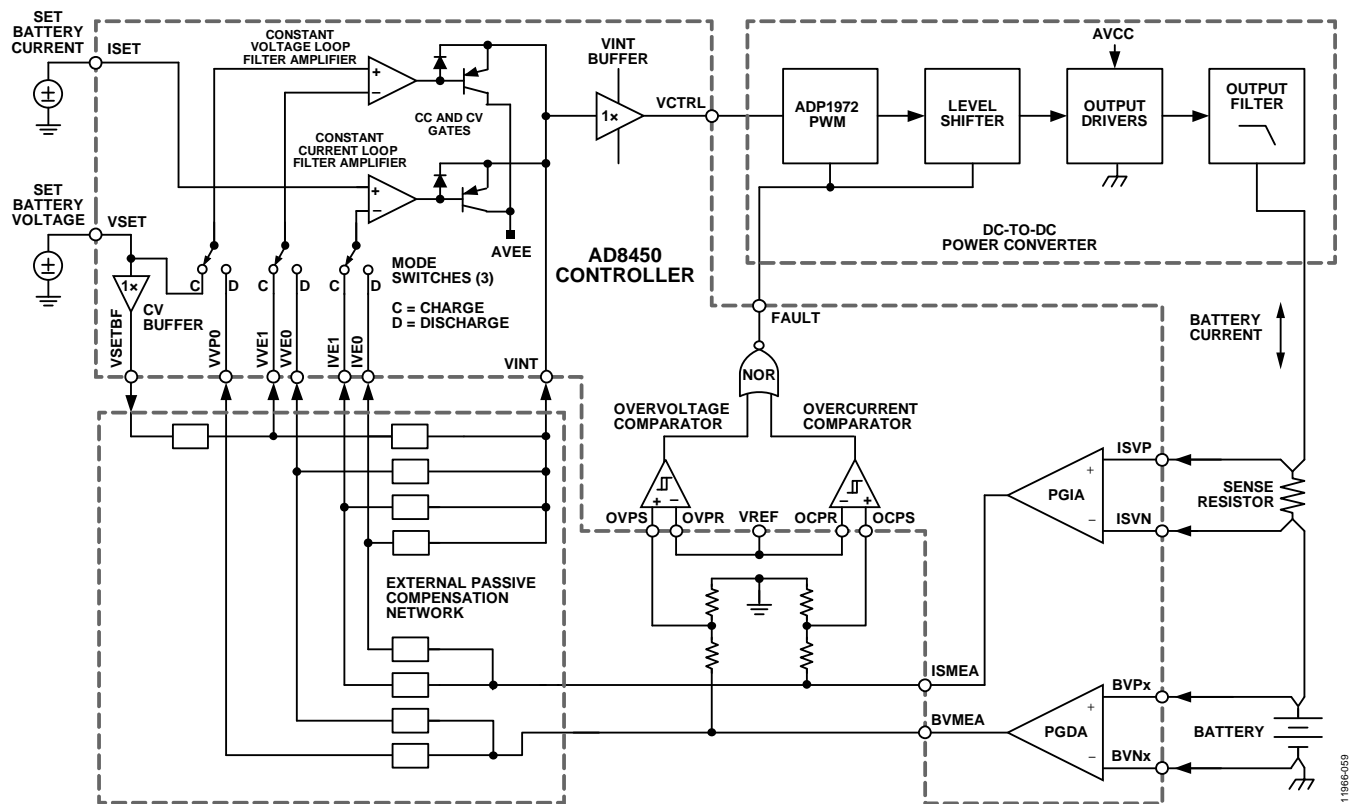 SET
BATTERY
CURRENT
ISET
CONSTANT
VOLTAGE LOOP
FILTER AMPLIFIER
+
−
CC AND CV
GATES
CONSTANT
CURRENT LOOP
FILTER AMPLIFIER
+
−
AVEE
VINT
BUFFER
1×
VCTRL
AVCC
ADP1972
PWM
LEVEL
SHIFTER
OUTPUT
DRIVERS
OUTPUT
FILTER
DC-TO-DC
POWER CONVERTER
SET
BATTERY
VOLTAGE
VSET
1×
CV
BUFFER
C
D
C
D
C
D
MODE
SWITCHES (3)
C = CHARGE
D = DISCHARGE
AD8450
CONTROLLER
VSETBF
VVP0
VVE1
VVE0
IVE1
IVE0
VINT
FAULT
NOR
BATTERY
CURRENT
OVERVOLTAGE
COMPARATOR
OVERCURRENT
COMPARATOR
+
−
−
+
OVPS
OVPR
VREF
OCPR
OCPS
EXTERNAL PASSIVE
COMPENSATION
NETWORK
PGIA
+
−
ISVP
ISVN
SENSE
RESISTOR
ISMEA
BVMEA
PGDA
+
−
BVPx
BVNx
BATTERY
11966-059